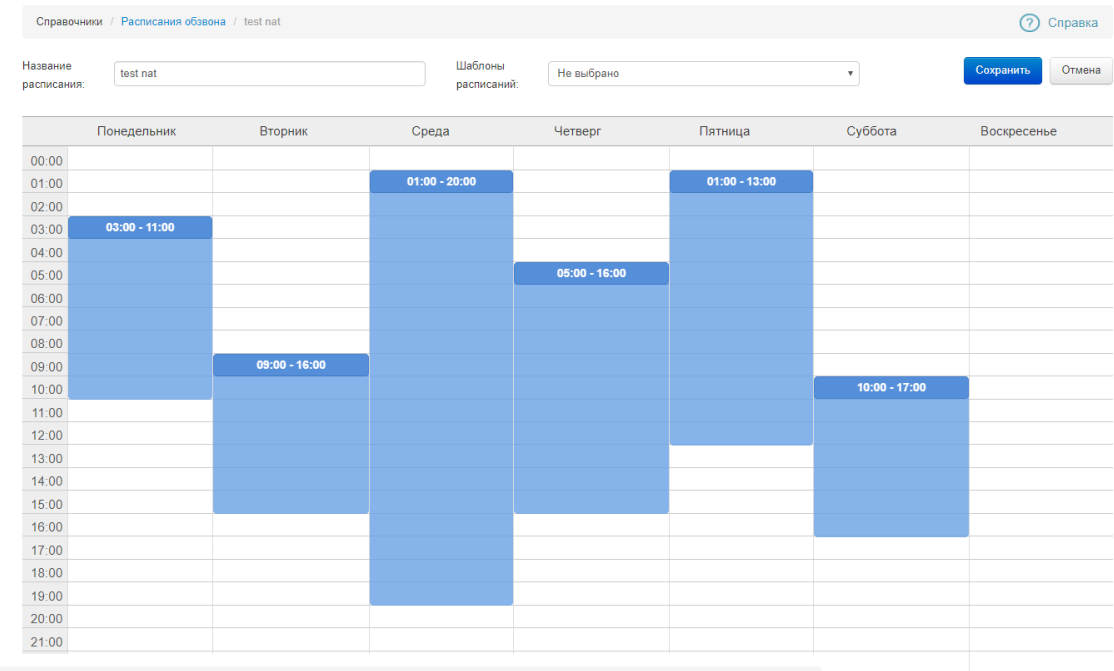 Справочники / Расписания обзвона / test nat
? Справка
Название расписания:
test nat
Шаблоны расписаний:
Не выбрано
Сохранить
Отмена
Понедельник Вторник Среда Четверг Пятница Суббота Воскресенье
00:00
01:00 01:00 - 20:00 01:00 - 13:00
02:00
03:00 03:00 - 11:00
04:00
05:00 05:00 - 16:00
06:00
07:00
08:00
09:00 09:00 - 16:00
10:00 10:00 - 17:00
11:00
12:00
13:00
14:00
15:00
16:00
17:00
18:00
19:00
20:00
21:00